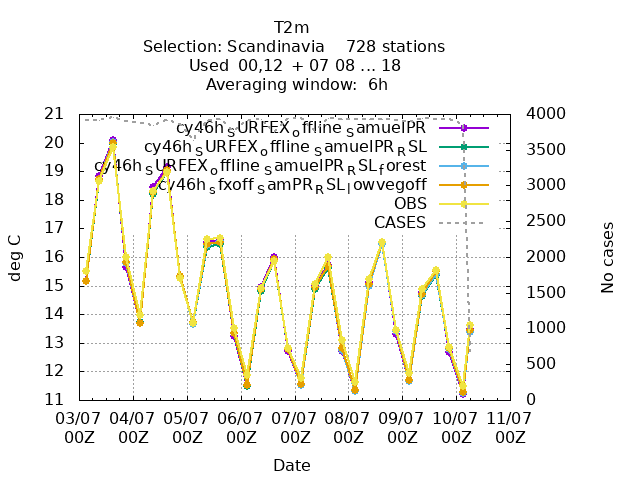 T2m
Selection: Scandinavia 728 stations
Used 00,12 + 07 08 ... 18
Averaging window: 6h
21 4000
cy46h_SURFEX_offline_SamuelPR
20 3500
cy46h_SURFEX_offline_SamuelPR_RSL
19 3000
cy46h_SURFEX_offline_SamuelPR_RSL_forest
cy46h_sfxoff_SamPR_RSL_lowvegoff
18 2500
OBS
17
CASES
16 2000
15 1500
14 1000
13
12 500
11 0
deg C
No cases
03/07 04/07 05/07 06/07 07/07 08/07 09/07 10/07 11/07
00Z 00Z 00Z 00Z 00Z 00Z 00Z 00Z 00Z
Date